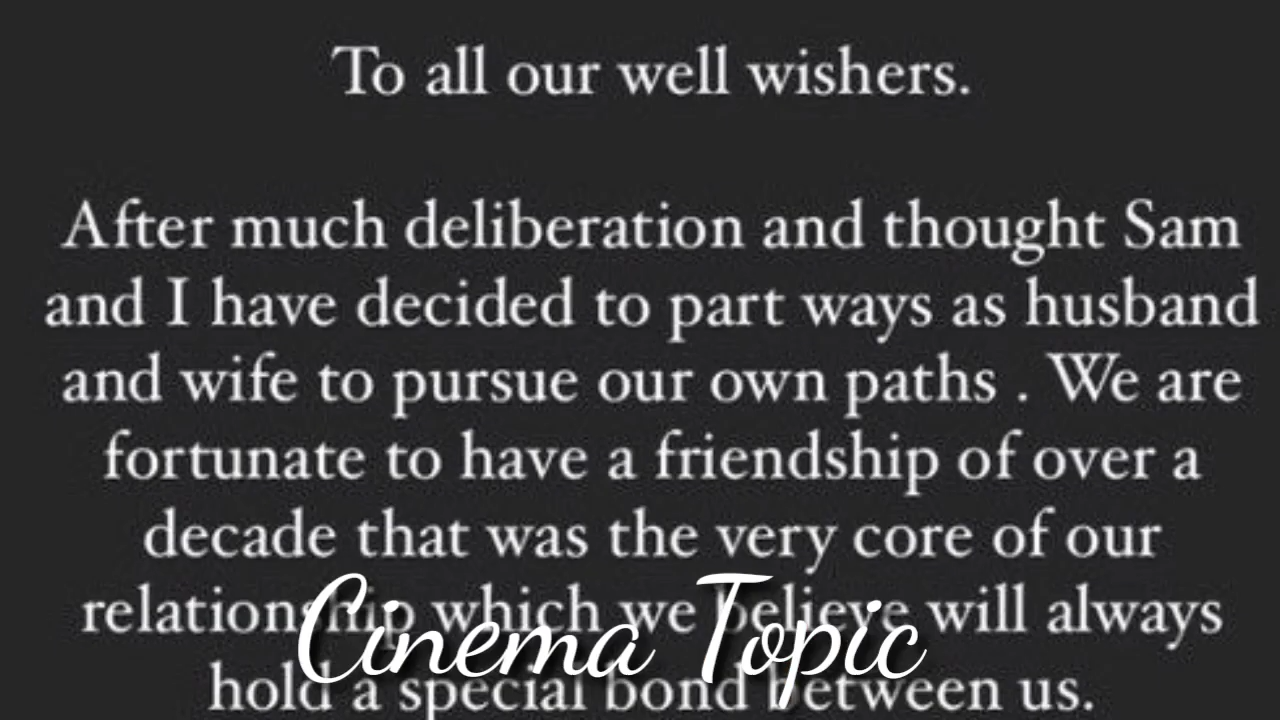 To all our well wishers.
After much deliberation and thought Sam
and I have decided to part ways as husband
and wife to pursue our own paths . We are
fortunate to have a friendship of over a
decade that was the very core of our
relationship which we believe will always
hold a special bond between us.
Cinema Topic